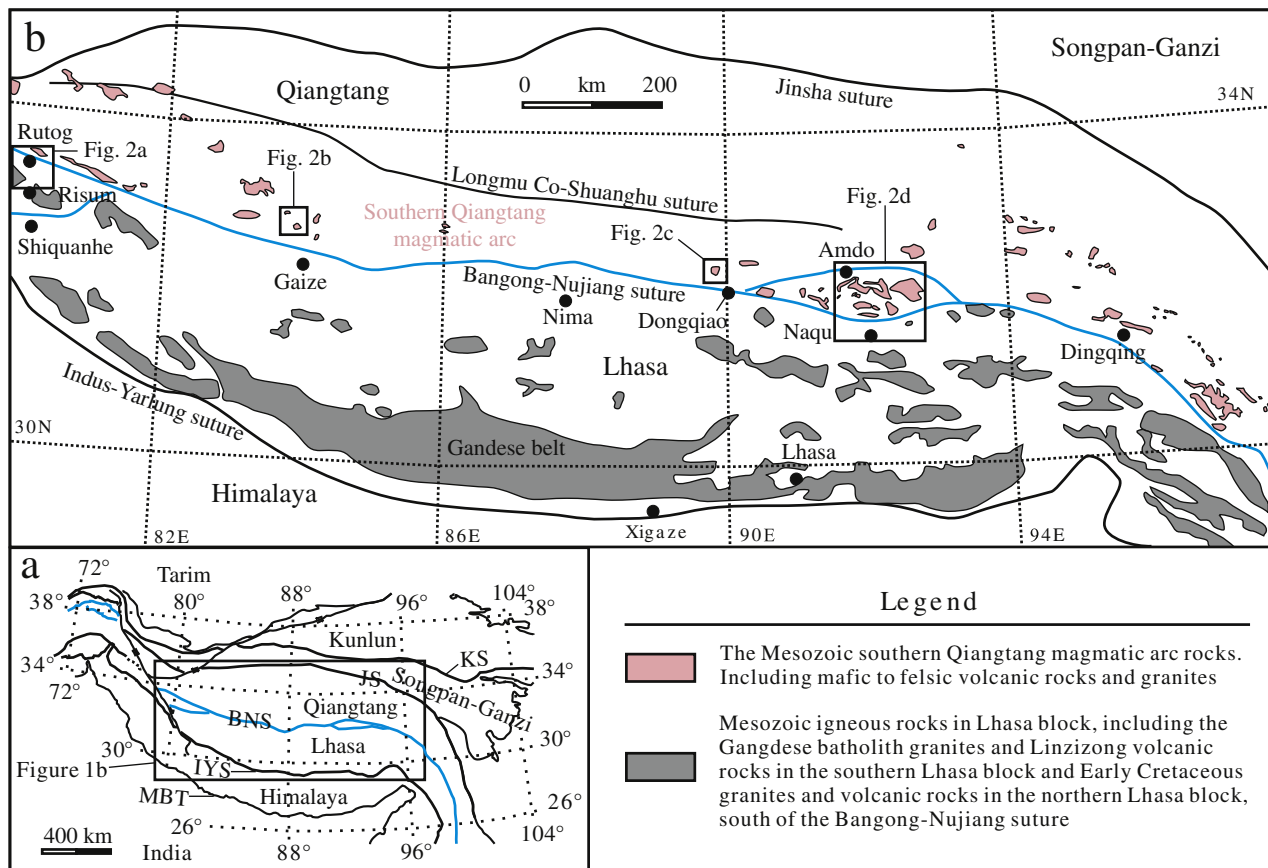 b
Songpan-Ganzi
0 km 200
Qiangtang
Jinsha suture
34N
Rutog
Fig. 2a
Fig. 2b
Risum
Longmu Co-Shuanghu suture
Southern Qiangtang
magmatic arc
Fig. 2c
Fig. 2d
Shiquanhe
Amdo
Gaize
Bangong-Nujiang suture
Nima
Dongqiao
Naqu
Dingqing
Lhasa
Indus-Yarlung suture
30N
Gandese belt
Lhasa
Himalaya
Xigaze
82E
86E
90E
94E
a
72°
Tarim
80°
88°
96°
104°
38°
38°
Kunlun
KS
34°
34°
72°
JS
Songpan-Ganzi
Qiangtang
BNS
Lhasa
30°
30°
Figure 1b
IYS
MBT
Himalaya
26°
26°
104°
400 km
India
88°
96°
Legend
The Mesozoic southern Qiangtang magmatic arc rocks.
Including mafic to felsic volcanic rocks and granites
Mesozoic igneous rocks in Lhasa block, including the
Gangdese batholith granites and Linzizong volcanic
rocks in the southern Lhasa block and Early Cretaceous
granites and volcanic rocks in the northern Lhasa block,
south of the Bangong-Nujiang suture